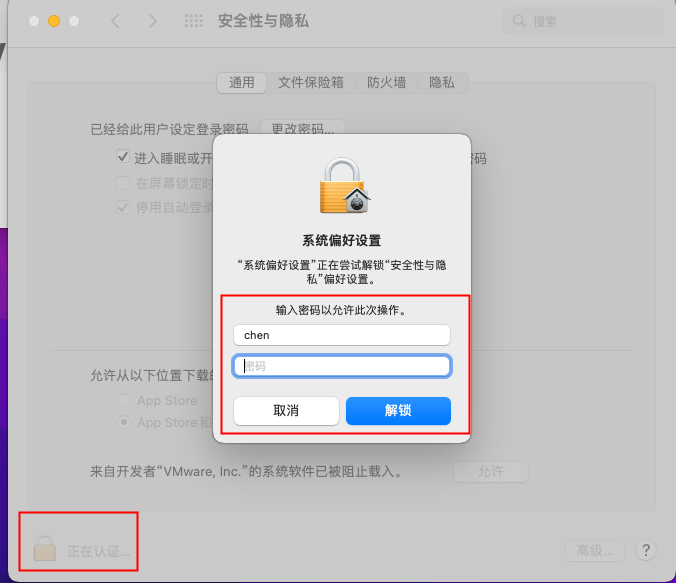 安全性与隐私
搜索
通用 文件保险箱 防火墙 隐私
已经给此用户设定登录密码 更改密码...
进入睡眠或开
密码
在屏幕锁定时
停用自动登录
系统偏好设置
“系统偏好设置”正在尝试解锁“安全性与隐
私”偏好设置。
输入密码以允许此次操作。
chen
密码
取消 解锁
允许从以下位置下载的
App Store
App Store和
来自开发者“VMware, Inc.”的系统软件已被阻止载入。 允许
正在认证... 高级... ?